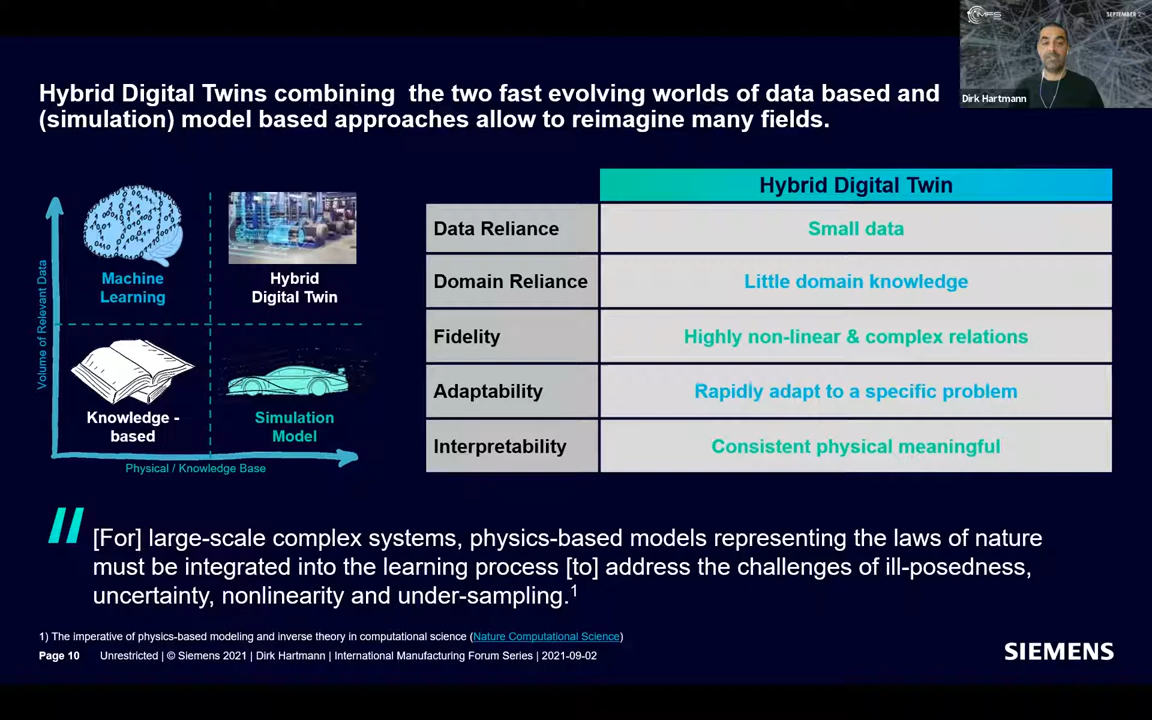 MFS
SEPTEMBER
Dirk Hartmann
Hybrid Digital Twins combining the two fast evolving worlds of data based and
(simulation) model based approaches allow to reimagine many fields.
Volume of Relevant Data
Machine
Learning
Hybrid
Digital Twin
Knowledge -
based
Simulation
Model
Physical / Knowledge Base
Hybrid Digital Twin
Data Reliance Small data
Domain Reliance Little domain knowledge
Fidelity Highly non-linear & complex relations
Adaptability Rapidly adapt to a specific problem
Interpretability Consistent physical meaningful
[For] large-scale complex systems, physics-based models representing the laws of nature
must be integrated into the learning process [to] address the challenges of ill-posedness,
uncertainty, nonlinearity and under-sampling.1
1) The imperative of physics-based modeling and inverse theory in computational science (Nature Computational Science)
Page 10 Unrestricted | © Siemens 2021 | Dirk Hartmann | International Manufacturing Forum Series | 2021-09-02
SIEMENS